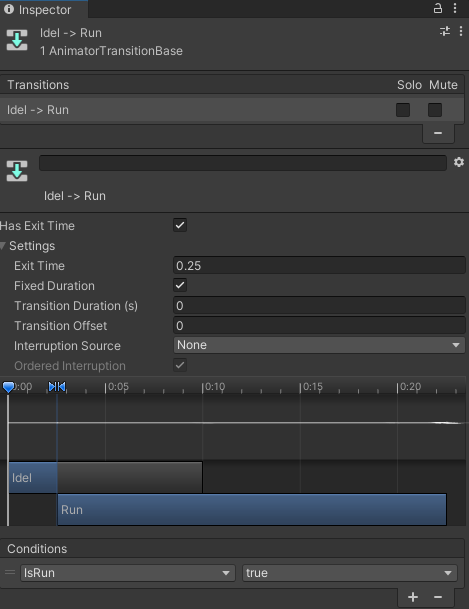 Inspector
Idel -> Run
1 AnimatorTransitionBase
Transitions Solo Mute
Idel -> Run
Idel -> Run
Has Exit Time
Settings
Exit Time 0.25
Fixed Duration
Transition Duration (s) 0
Transition Offset 0
Interruption Source None
Ordered Interruption
0:00 0:05 0:10 0:15 0:20
Idel
Run
Conditions
IsRun true